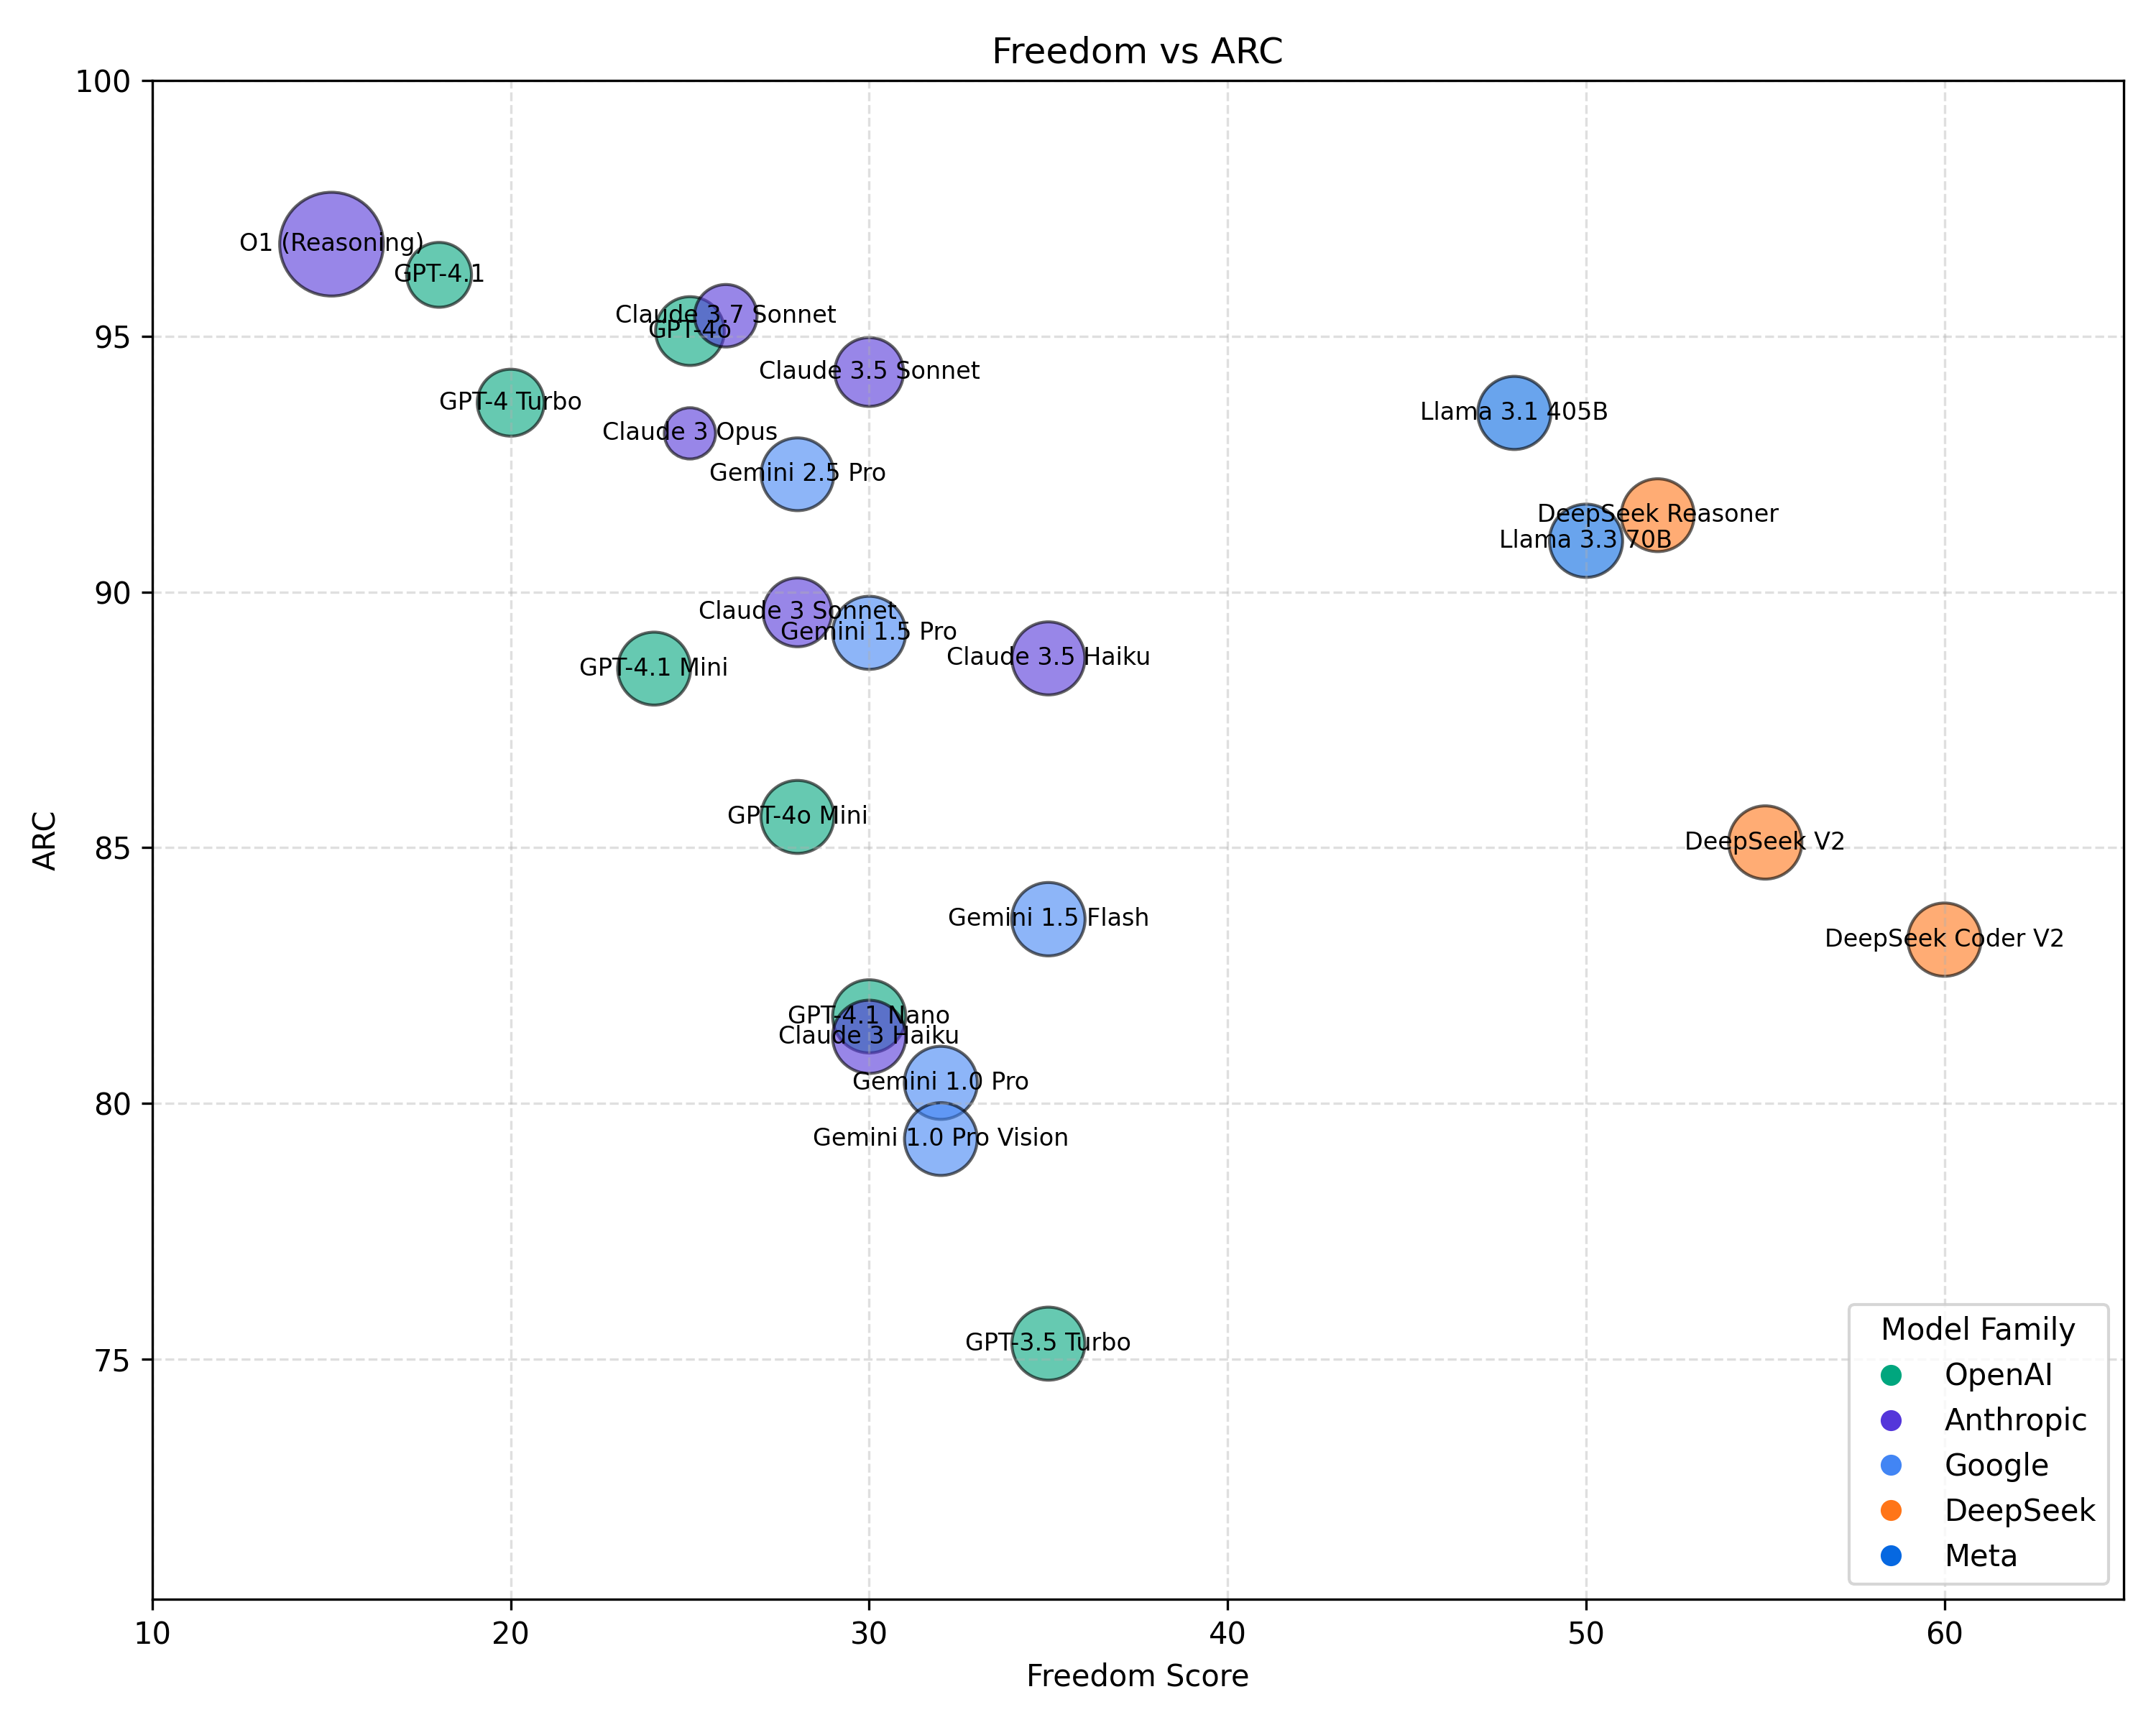 Freedom vs ARC
100
95
90
85
80
75
ARC
O1 (Reasoning)
GPT-4.1
Claude 3.7 Sonnet
GPT-4o
Claude 3.5 Sonnet
GPT-4 Turbo
Llama 3.1 405B
Claude 3 Opus
Gemini 2.5 Pro
DeepSeek Reasoner
Llama 3.3 70B
Claude 3 Sonnet
Gemini 1.5 Pro
Claude 3.5 Haiku
GPT-4.1 Mini
GPT-4o Mini
DeepSeek V2
Gemini 1.5 Flash
DeepSeek Coder V2
GPT-4.1 Nano
Claude 3 Haiku
Gemini 1.0 Pro
Gemini 1.0 Pro Vision
GPT-3.5 Turbo
Model Family
OpenAI
Anthropic
Google
DeepSeek
Meta
10 20 30 40 50 60
Freedom Score